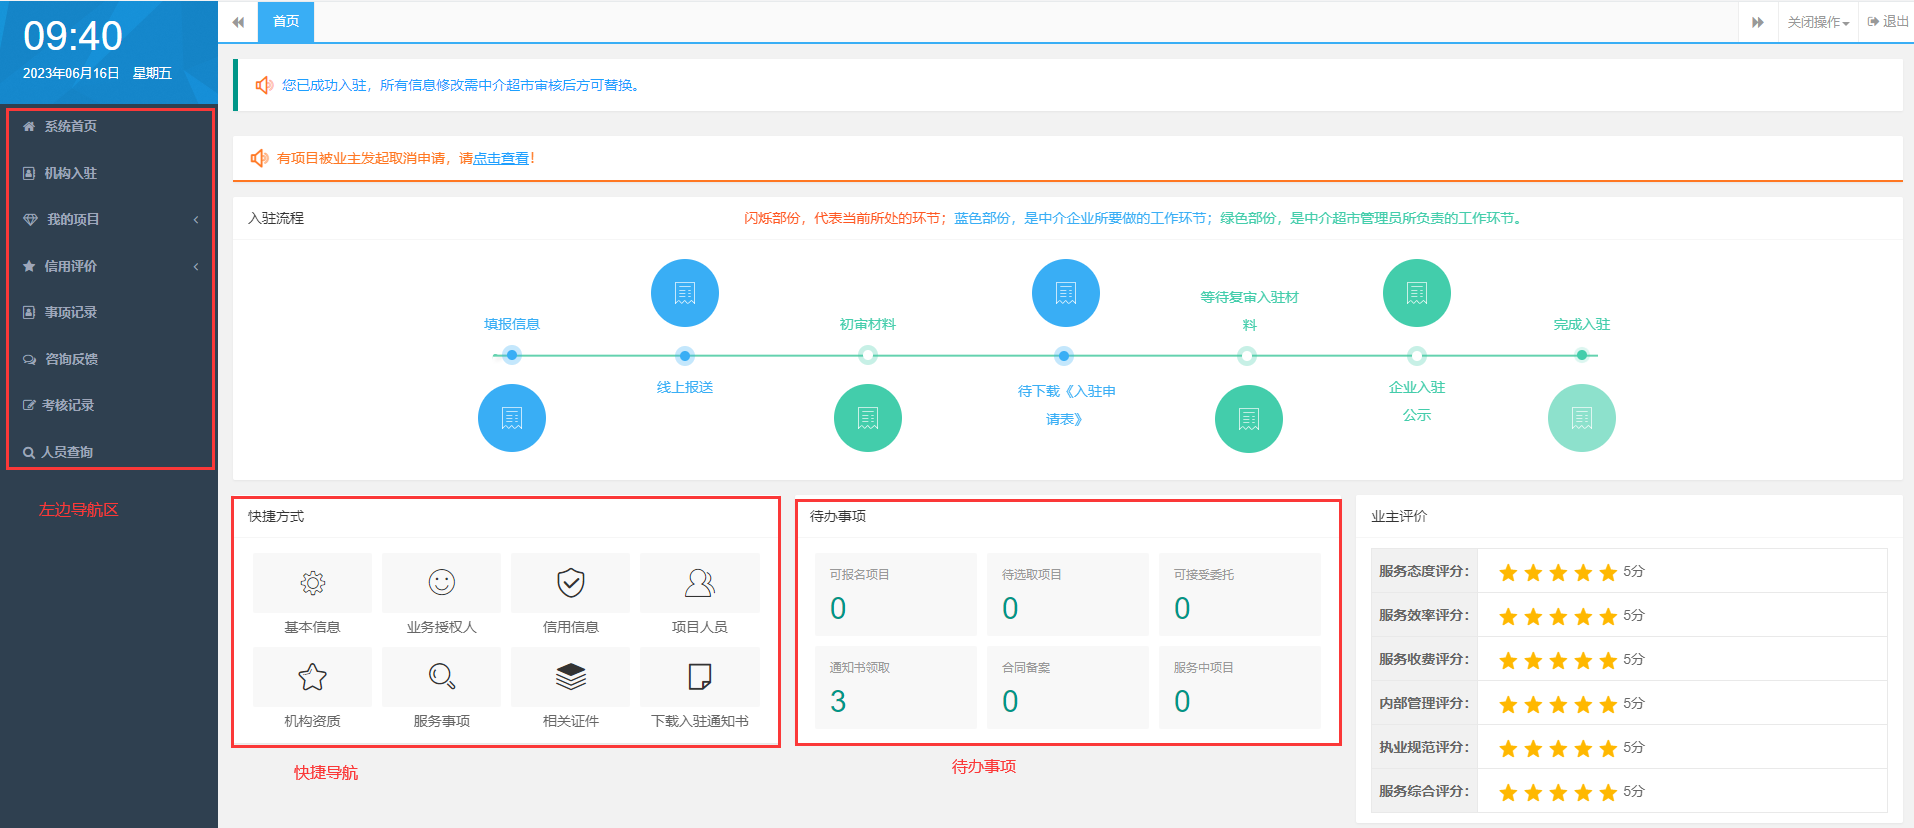 09:40
2023年06月16日 星期五
系统首页
机构入驻
我的项目
信用评价
事项记录
咨询反馈
考核记录
人员查询
左边导航区
首页
关闭操作
退出
您已成功入驻，所有信息修改需中介超市审核后方可替换。
有项目被业主发起取消申请，请点击查看！
入驻流程
闪烁部份，代表当前所处的环节；蓝色部份，是中介企业所要做的工作环节；绿色部份，是中介超市管理员所负责的工作环节。
填报信息
线上报送
初审材料
待下载《入驻申
请表》
等待复审入驻材
料
企业入驻
公示
完成入驻
快捷方式
基本信息
业务授权人
信用信息
项目人员
机构资质
服务事项
相关证件
下载入驻通知书
快捷导航
待办事项
可报名项目
0
待选取项目
0
可接受委托
0
通知书领取
3
合同备案
0
服务中项目
0
待办事项
业主评价
服务态度评分： 5分
服务效率评分： 5分
服务收费评分： 5分
内部管理评分： 5分
执业规范评分： 5分
服务综合评分： 5分